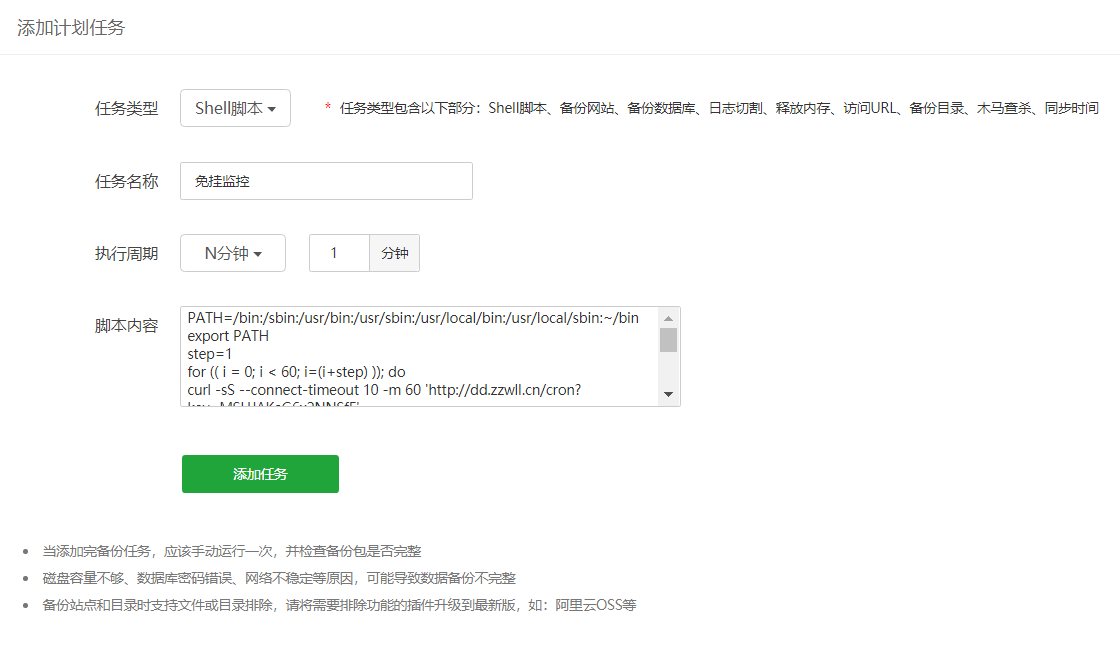 添加计划任务
任务类型 Shell脚本 * 任务类型包含以下部分：Shell脚本、备份网站、备份数据库、日志切割、释放内存、访问URL、备份目录、木马查杀、同步时间
任务名称 免挂监控
执行周期 N分钟 1 分钟
脚本内容
PATH=/bin:/sbin:/usr/bin:/usr/sbin:/usr/local/bin:/usr/local/sbin:~/bin
export PATH
step=1
for (( i = 0; i < 60; i=(i+step) )); do
curl -sS --connect-timeout 10 -m 60 'http://dd.zzwll.cn/cron?
添加任务
当添加完备份任务，应该手动运行一次，并检查备份包是否完整
磁盘容量不够、数据库密码错误、网络不稳定等原因，可能导致数据备份不完整
备份站点和目录时支持文件或目录排除，请将需要排除功能的插件升级到最新版，如：阿里云OSS等